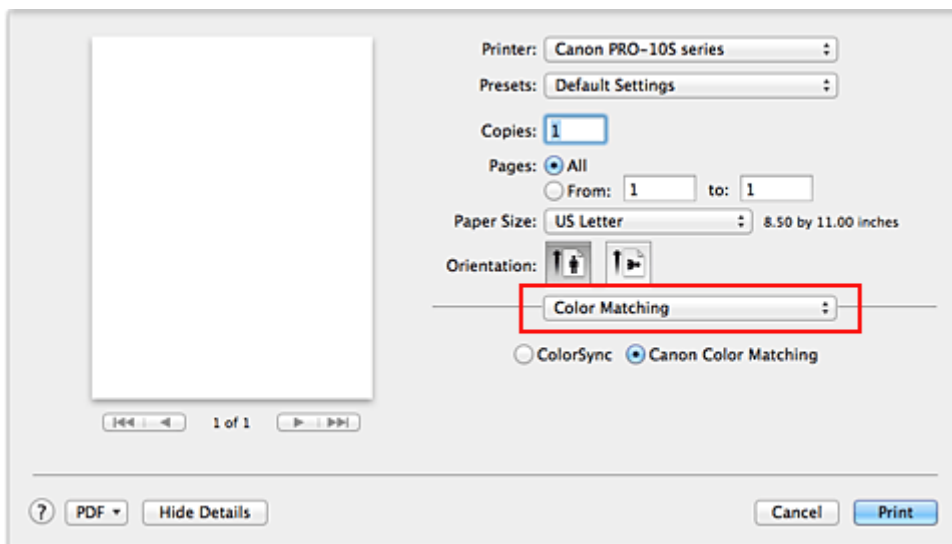 Printer: Canon PRO-10S series
Presets: Default Settings
Copies: 1
Pages: All
From: 1 to: 1
Paper Size: US Letter 8.50 by 11.00 inches
Orientation:
Color Matching
ColorSync Canon Color Matching
1 of 1
? PDF Hide Details Cancel Print